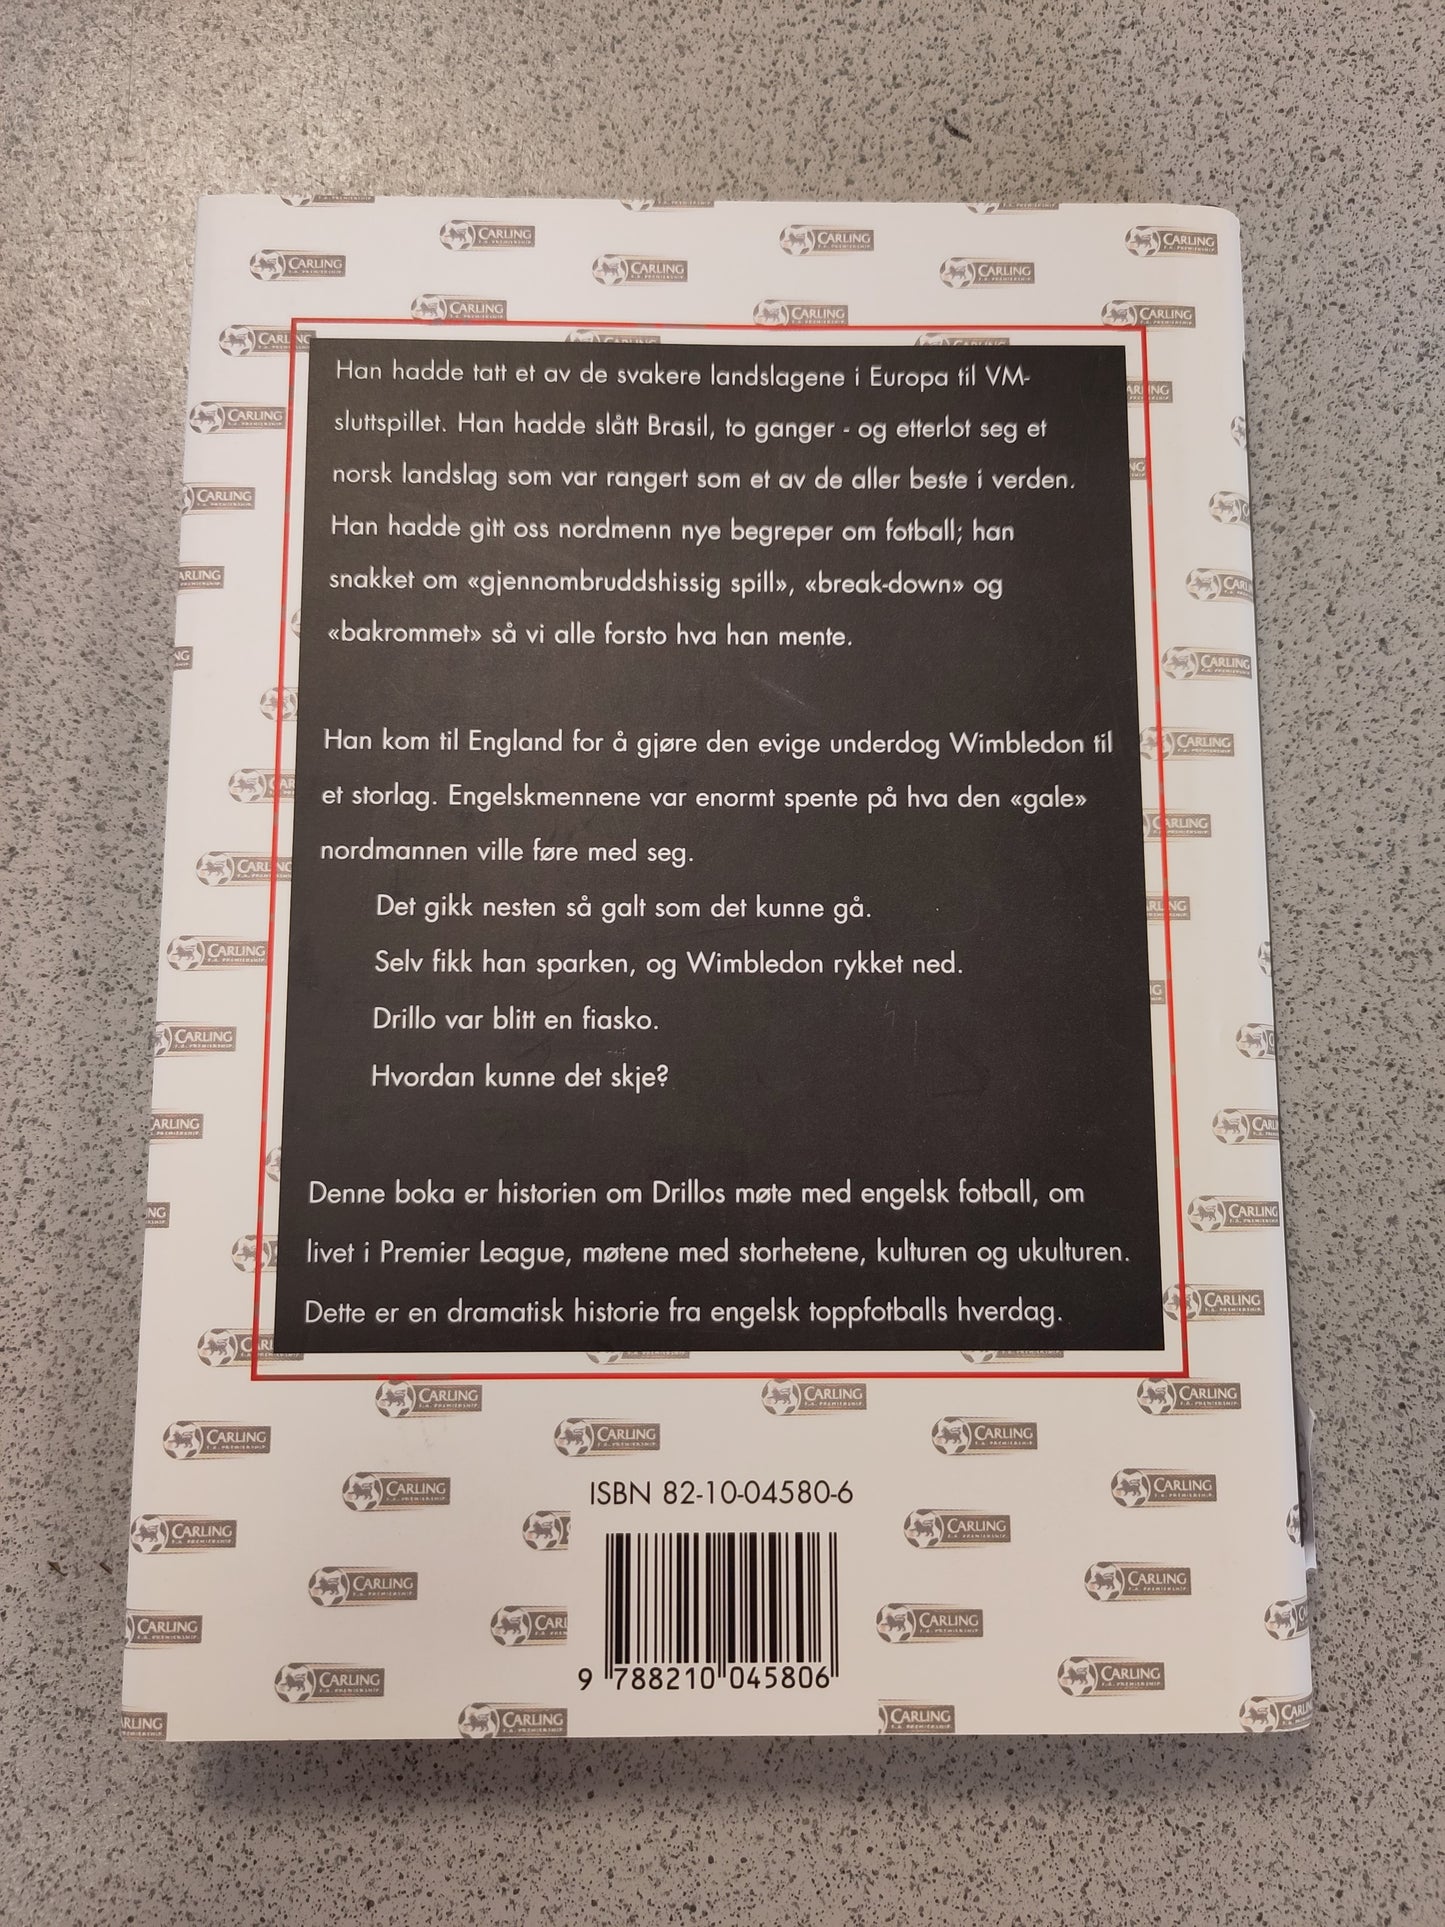 Han hadde tatt et av de svakere landslagene i Europa til VM-
sluttspillet. Han hadde slått Brasil, to ganger - og etterlot seg et
norsk landslag som var rangert som et av de aller beste i verden.
Han hadde gitt oss nordmenn nye begreper om fotball; han
snakket om «gjennombruddshissig spill», «break-down» og
«bakrommet» så vi alle forsto hva han mente.
Han kom til England for å gjøre den evige underdog Wimbledon til
et storlag. Engelskmennene var enormt spente på hva den «gale»
nordmannen ville føre med seg.
Det gikk nesten så galt som det kunne gå.
Selv fikk han sparken, og Wimbledon rykket ned.
Drillo var blitt en fiasko.
Hvordan kunne det skje?
Denne boka er historien om Drillos møte med engelsk fotball, om
livet i Premier League, møtene med storhetene, kulturen og ukulturen.
Dette er en dramatisk historie fra engelsk toppfotballs hverdag.
CARLING
F.A. PREMIERSHIP
ISBN 82-10-04580-6
9 788210 045806